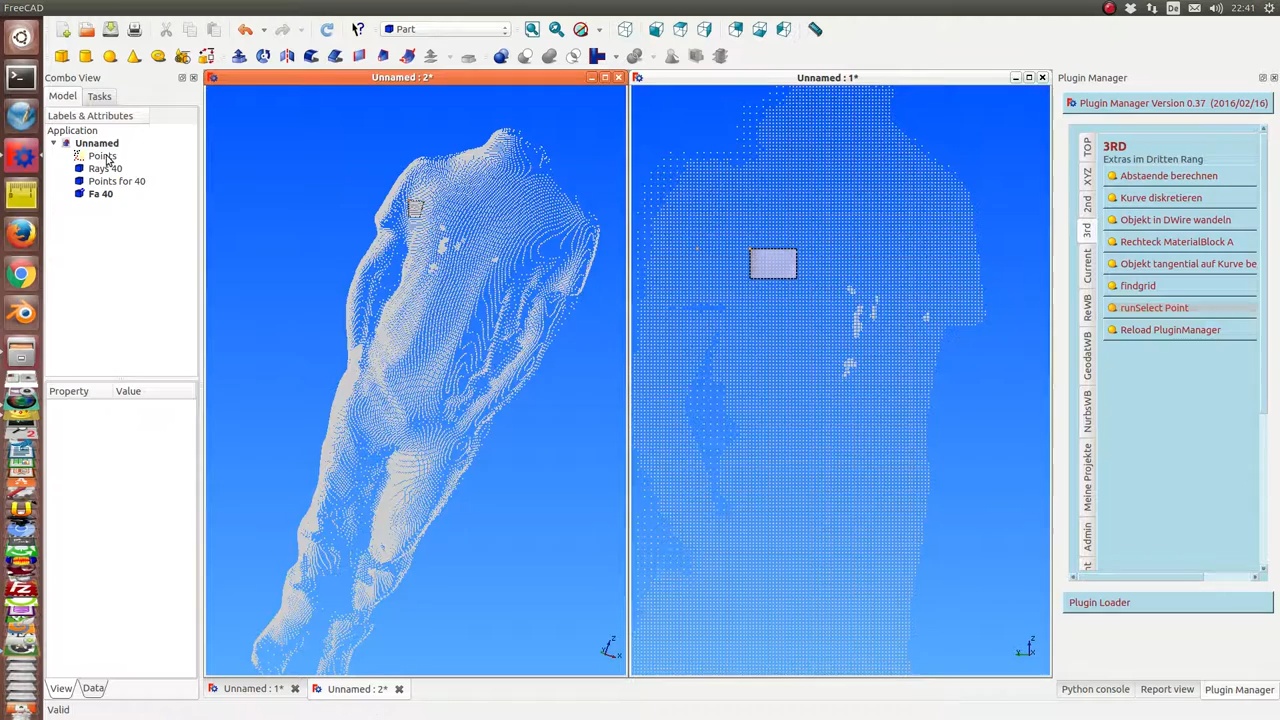 FreeCAD
De
22:41
Part
Combo View
Unnamed : 2*
Unnamed : 1*
Plugin Manager
Model
Tasks
Plugin Manager Version 0.37 (2016/02/16)
Labels & Attributes
Application
Unnamed
Points
Rays 40
Points for 40
Fa 40
3RD
Extras im Dritten Rang
Abstaende berechnen
Kurve diskretieren
Objekt in DWire wandeln
Rechteck MaterialBlock A
Objekt tangential auf Kurve be
findgrid
runSelect Point
Reload PluginManager
TOP
XYZ
2nd
3rd
Current
ReWB
GeodatWB
NurbsWB
Meine Projekte
Admin
Property
Value
Plugin Loader
z
y
x
z
y
View
Data
Unnamed : 1*
Unnamed : 2*
Python console
Report view
Plugin Manager
Valid